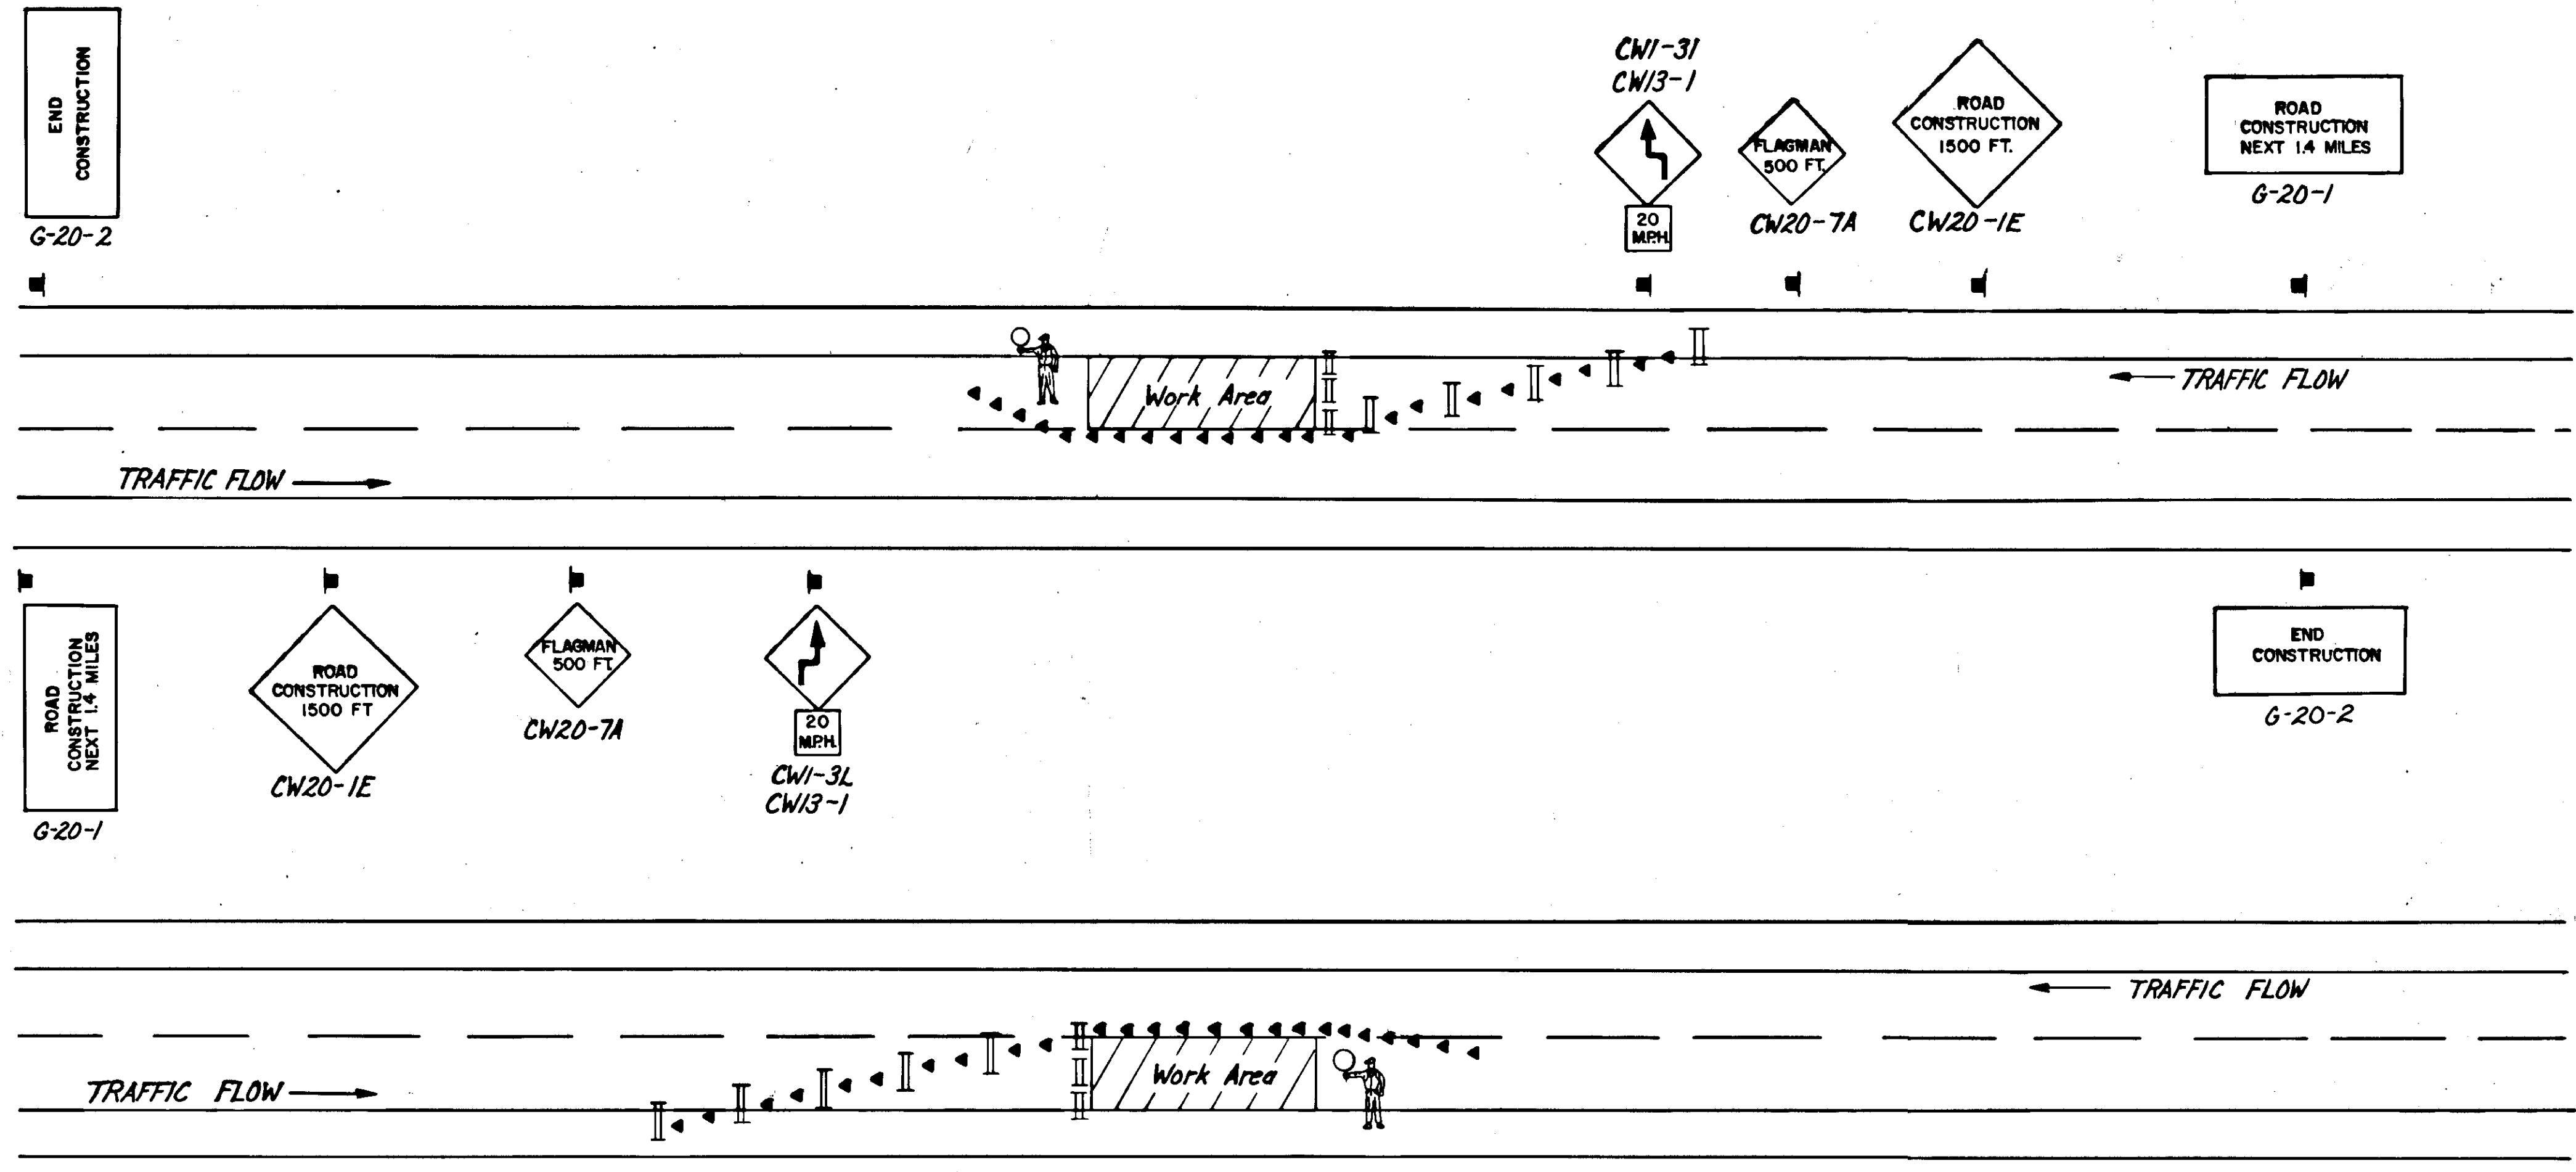 END
CONSTRUCTION
G-20-2
CW1-31
CW13-1
20
M.P.H.
FLAGMAN
500 FT.
CW20-7A
ROAD
CONSTRUCTION
1500 FT.
CW20-1E
ROAD
CONSTRUCTION
NEXT 1.4 MILES
G-20-1
Work Area
TRAFFIC FLOW
TRAFFIC FLOW
ROAD
CONSTRUCTION
NEXT 1.4 MILES
G-20-1
ROAD
CONSTRUCTION
1500 FT
CW20-1E
FLAGMAN
500 FT
CW20-7A
20
M.P.H.
CW1-3L
CW13-1
END
CONSTRUCTION
G-20-2
TRAFFIC FLOW
Work Area
TRAFFIC FLOW